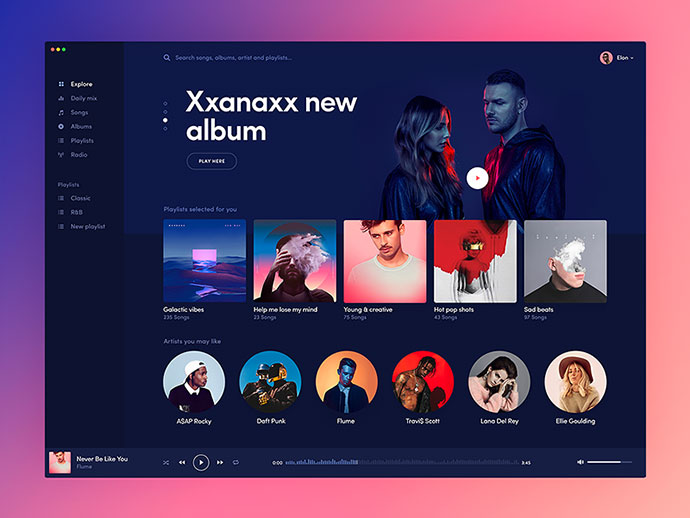 Search songs, albums, artist and playlists...
Elon
Explore
Daily mix
Songs
Albums
Playlists
Radio
Playlists
Classic
R&B
New playlist
Xxanaxx new
album
PLAY HERE
Playlists selected for you
Galactic vibes
235 Songs
Help me lose my mind
23 Songs
Young & creative
75 Songs
Hot pop shots
43 Songs
Sad beats
97 Songs
Artists you may like
A$AP Rocky
Daft Punk
Flume
Travi$ Scott
Lana Del Rey
Ellie Goulding
Never Be Like You
Flume
0:00
3:45